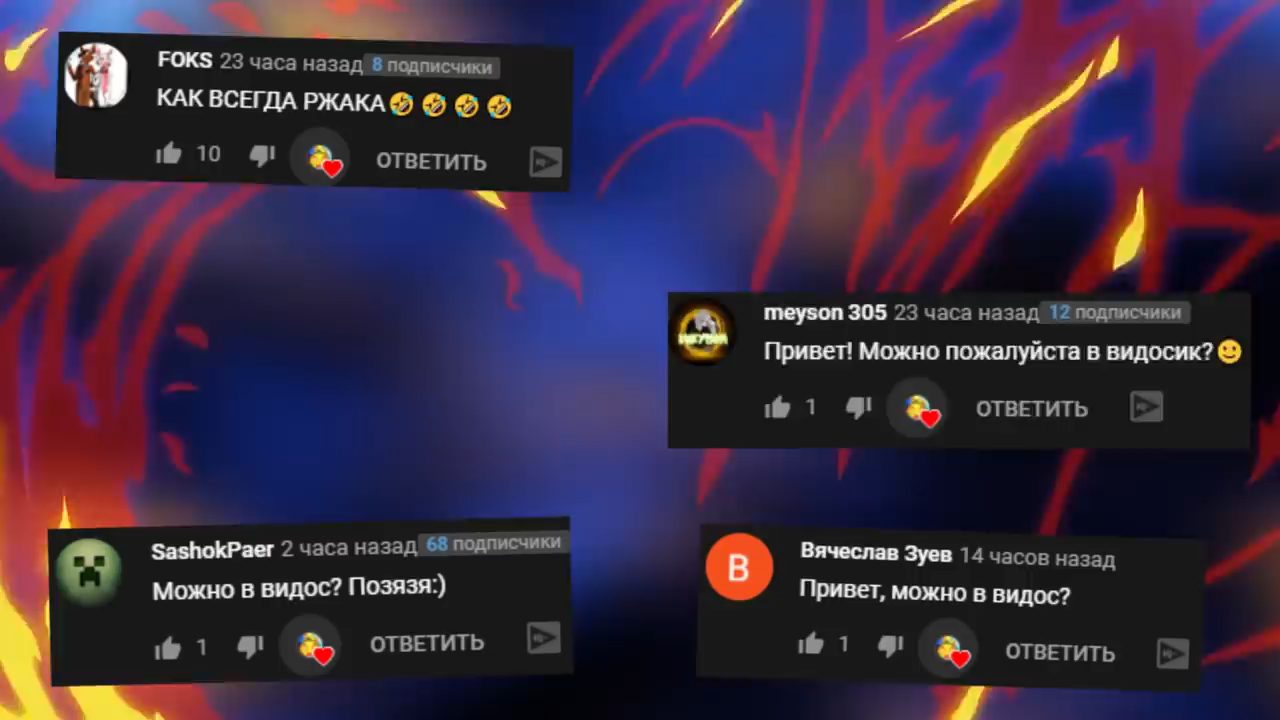 FOKS 23 часа назад 8 подписчики
КАК ВСЕГДА РЖАКА🤣 🤣 🤣 🤣
10 ОТВЕТИТЬ
meyson 305 23 часа назад 12 подписчики
Привет! Можно пожалуйста в видосик?🙂
1 ОТВЕТИТЬ
SashokPaer 2 часа назад 68 подписчики
Можно в видос? Позязя:)
1 ОТВЕТИТЬ
В
Вячеслав Зуев 14 часов назад
Привет, можно в видос?
1 ОТВЕТИТЬ